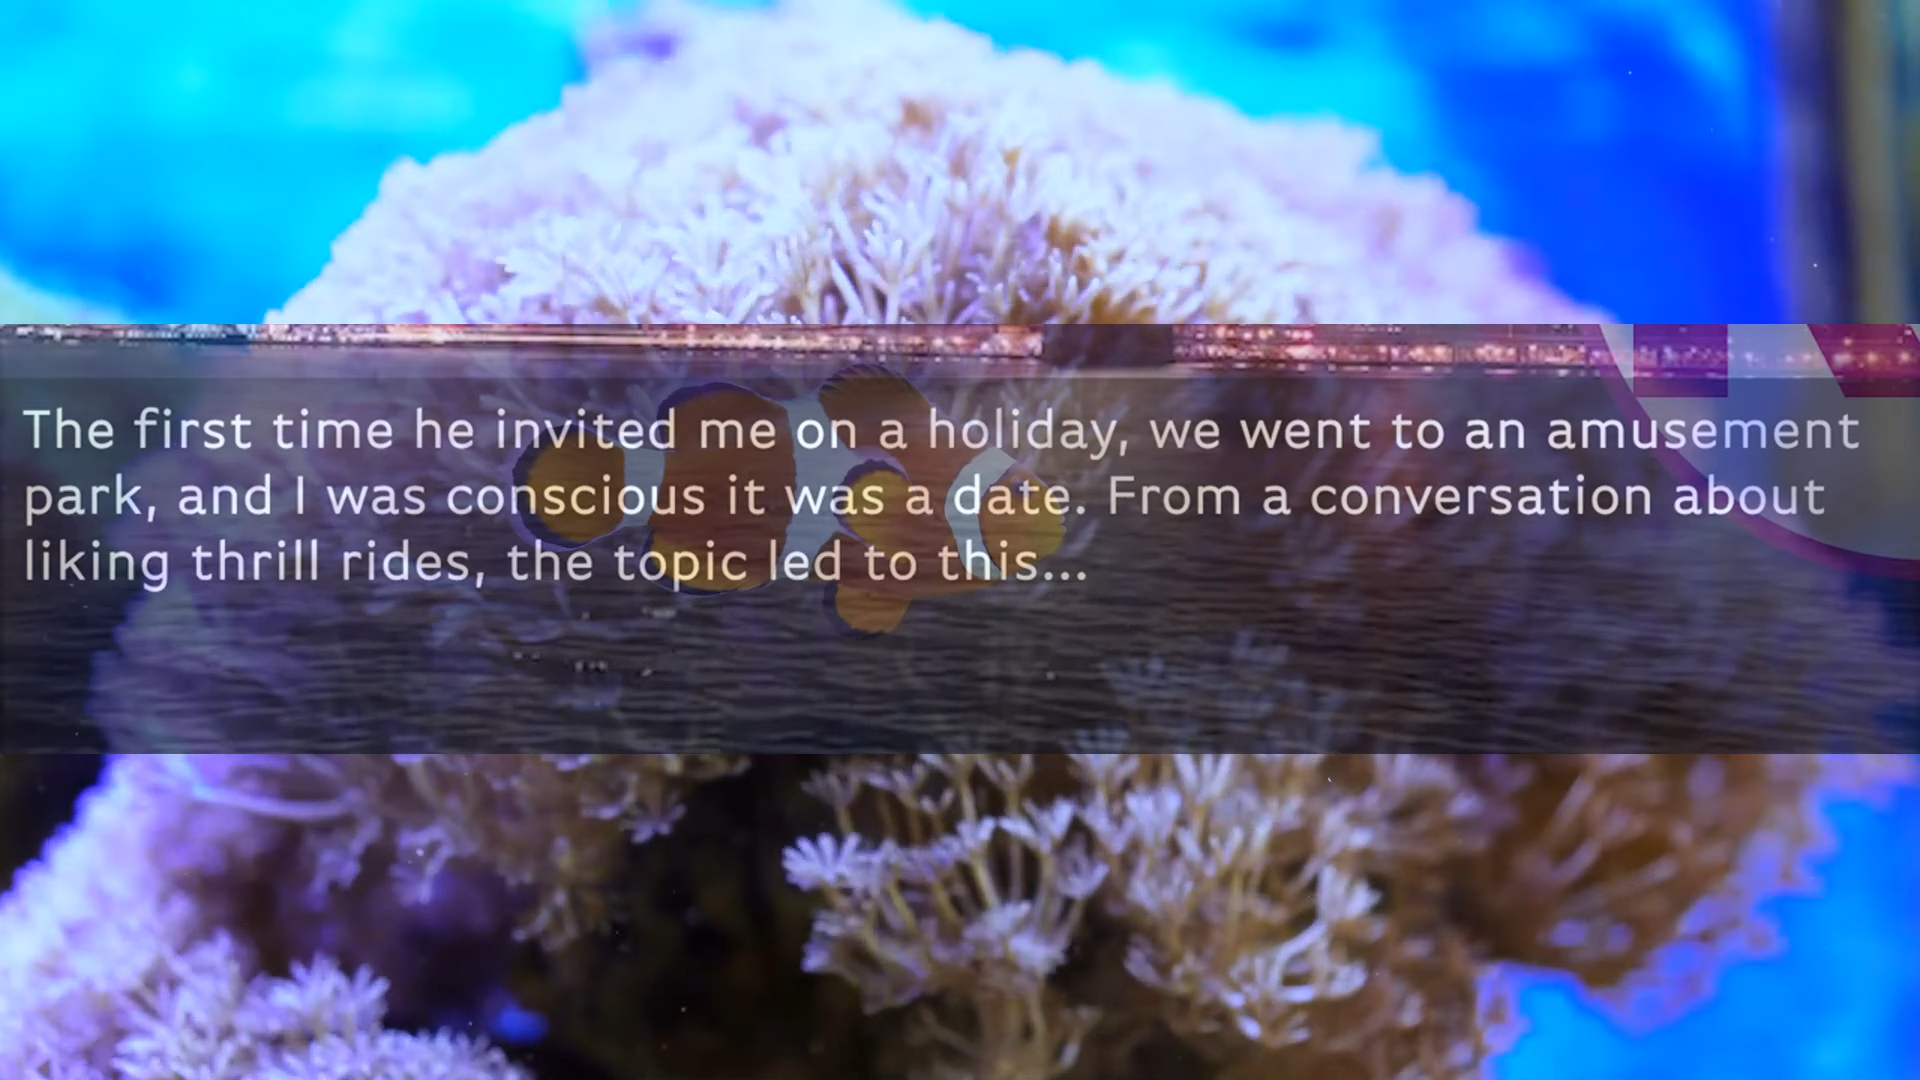 The first time he invited me on a holiday, we went to an amusement
park, and I was conscious it was a date. From a conversation about
liking thrill rides, the topic led to this...